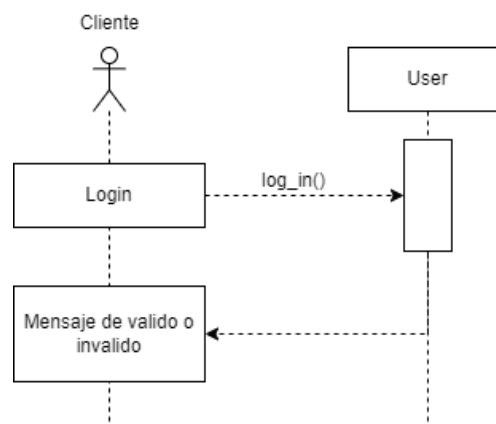 Cliente
User
Login
log_in()
Mensaje de valido o
invalido